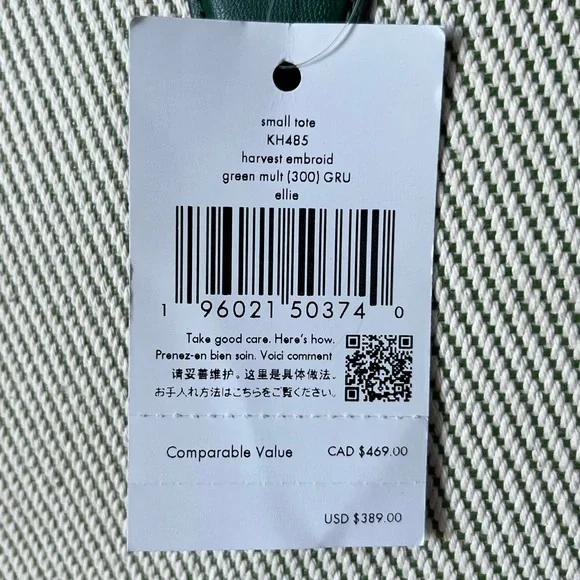 small tote
KH485
harvest embroid
green mult (300) GRU
ellie
1 96021 50374 0
Take good care. Here's how.
Prenez-en bien soin. Voici comment
请妥善维护。这里是具体做法。
お手入れ方法はこちらをご覧ください。
Comparable Value CAD $469.00
USD $389.00